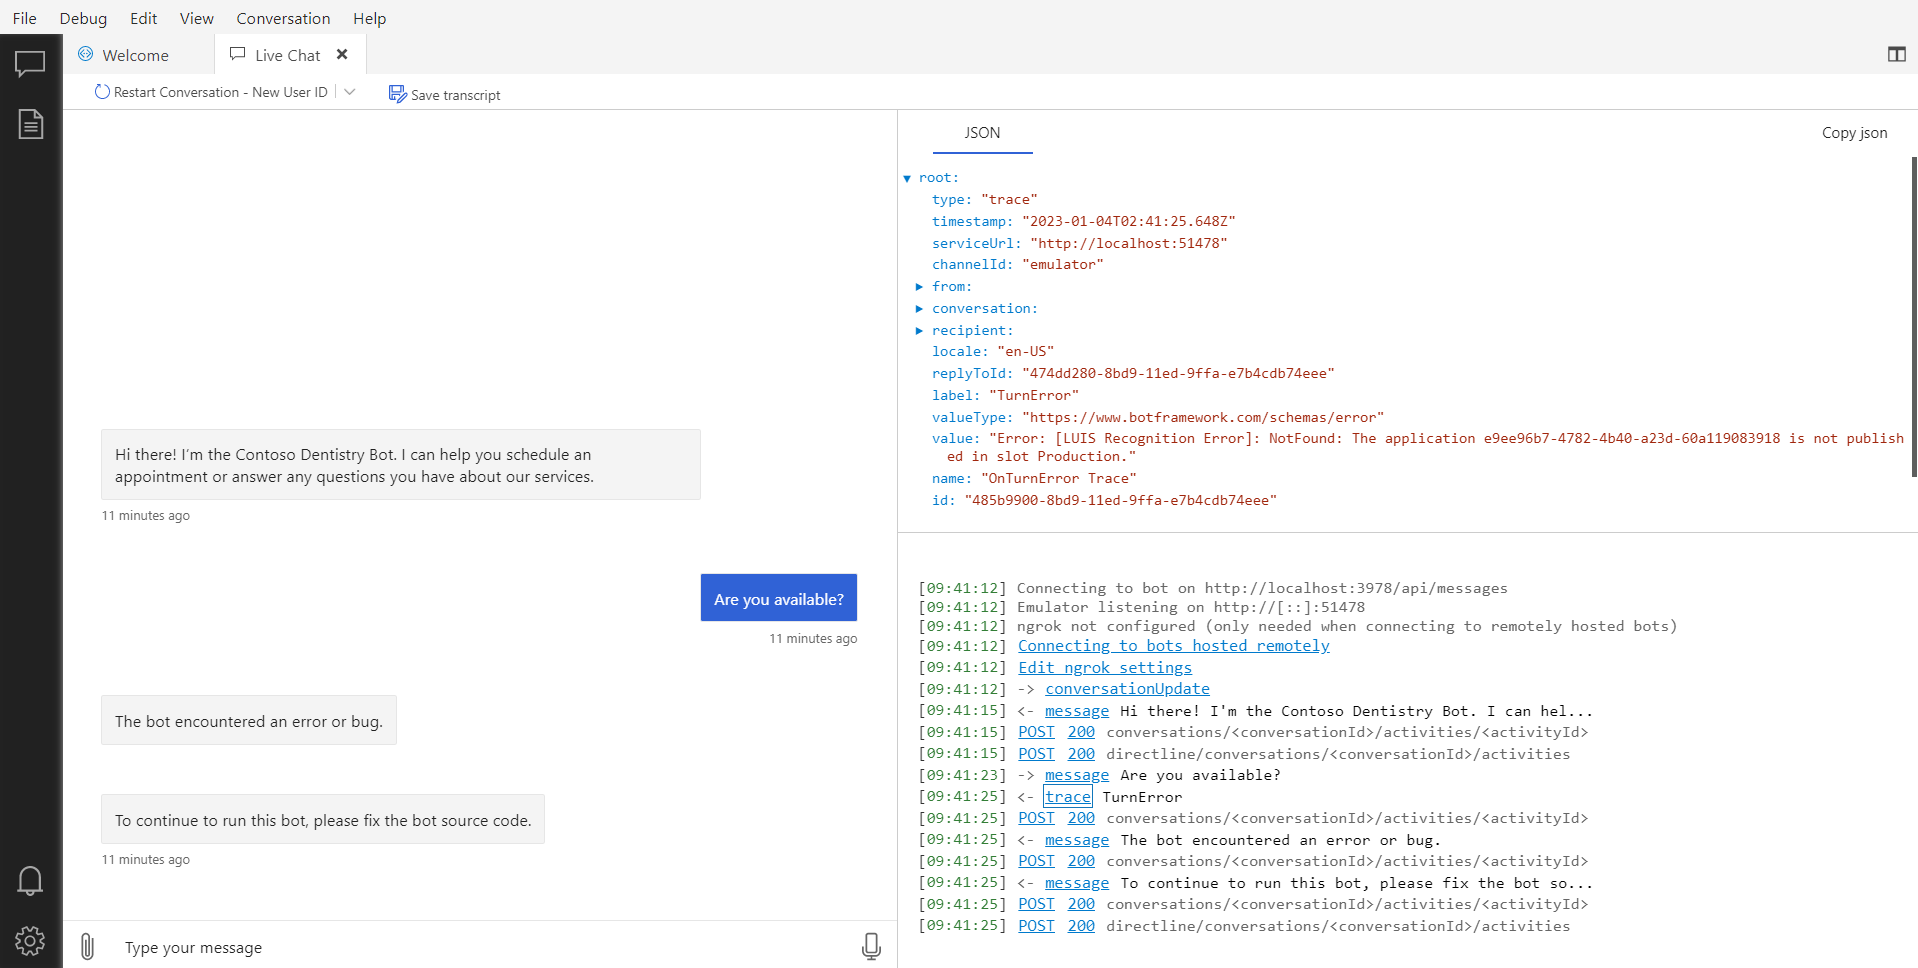 File Debug Edit View Conversation Help
Welcome Live Chat
Restart Conversation - New User ID Save transcript
Hi there! I'm the Contoso Dentistry Bot. I can help you schedule an
appointment or answer any questions you have about our services.
11 minutes ago
Are you available?
11 minutes ago
The bot encountered an error or bug.
To continue to run this bot, please fix the bot source code.
11 minutes ago
Type your message
JSON Copy json
root:
type: "trace"
timestamp: "2023-01-04T02:41:25.648Z"
serviceUrl: "http://localhost:51478"
channelId: "emulator"
from:
conversation:
recipient:
locale: "en-US"
replyToId: "474dd280-8bd9-11ed-9ffa-e7b4cdb74eee"
label: "TurnError"
valueType: "https://www.botframework.com/schemas/error"
value: "Error: [LUIS Recognition Error]: NotFound: The application e9ee96b7-4782-4b40-a23d-60a119083918 is not publish
ed in slot Production."
name: "OnTurnError Trace"
id: "485b9900-8bd9-11ed-9ffa-e7b4cdb74eee"
[09:41:12] Connecting to bot on http://localhost:3978/api/messages
[09:41:12] Emulator listening on http://[::]:51478
[09:41:12] ngrok not configured (only needed when connecting to remotely hosted bots)
[09:41:12] Connecting to bots hosted remotely
[09:41:12] Edit ngrok settings
[09:41:12] -> conversationUpdate
[09:41:15] <- message Hi there! I'm the Contoso Dentistry Bot. I can hel...
[09:41:15] POST 200 conversations/<conversationId>/activities/<activityId>
[09:41:15] POST 200 directline/conversations/<conversationId>/activities
[09:41:23] -> message Are you available?
[09:41:25] <- trace TurnError
[09:41:25] POST 200 conversations/<conversationId>/activities/<activityId>
[09:41:25] <- message The bot encountered an error or bug.
[09:41:25] POST 200 conversations/<conversationId>/activities/<activityId>
[09:41:25] <- message To continue to run this bot, please fix the bot so...
[09:41:25] POST 200 conversations/<conversationId>/activities/<activityId>
[09:41:25] POST 200 directline/conversations/<conversationId>/activities